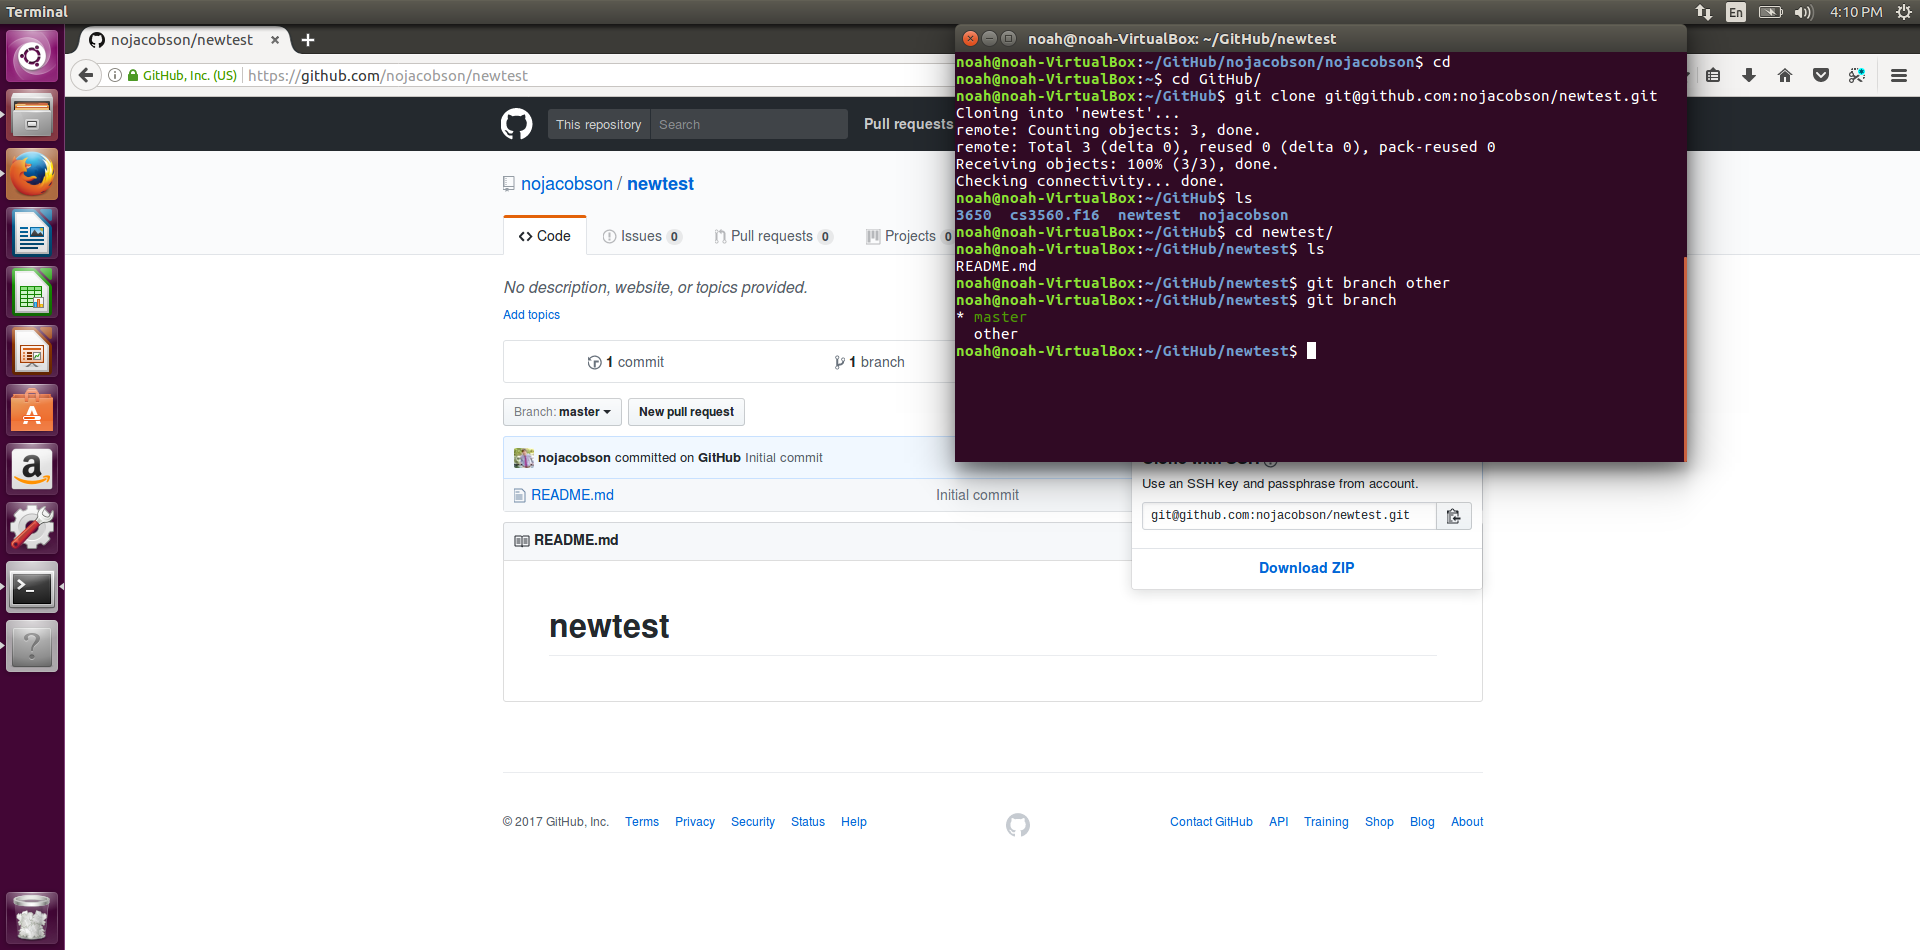 Terminal
En
4:10 PM
nojacobson/newtest
GitHub, Inc. (US)
https://github.com/nojacobson/newtest
This repository
Search
Pull requests
nojacobson / newtest
Code
Issues 0
Pull requests 0
Projects 0
No description, website, or topics provided.
Add topics
1 commit
1 branch
Branch: master
New pull request
nojacobson committed on GitHub Initial commit
README.md
Initial commit
README.md
newtest
noah@noah-VirtualBox: ~/GitHub/newtest
noah@noah-VirtualBox:~/GitHub/nojacobson/nojacobson$ cd
noah@noah-VirtualBox:~$ cd GitHub/
noah@noah-VirtualBox:~/GitHub$ git clone git@github.com:nojacobson/newtest.git
Cloning into 'newtest'...
remote: Counting objects: 3, done.
remote: Total 3 (delta 0), reused 0 (delta 0), pack-reused 0
Receiving objects: 100% (3/3), done.
Checking connectivity... done.
noah@noah-VirtualBox:~/GitHub$ ls
3650 cs3560.f16 newtest nojacobson
noah@noah-VirtualBox:~/GitHub$ cd newtest/
noah@noah-VirtualBox:~/GitHub/newtest$ ls
README.md
noah@noah-VirtualBox:~/GitHub/newtest$ git branch other
noah@noah-VirtualBox:~/GitHub/newtest$ git branch
* master
other
noah@noah-VirtualBox:~/GitHub/newtest$
Use an SSH key and passphrase from account.
git@github.com:nojacobson/newtest.git
Download ZIP
© 2017 GitHub, Inc.
Terms
Privacy
Security
Status
Help
Contact GitHub
API
Training
Shop
Blog
About